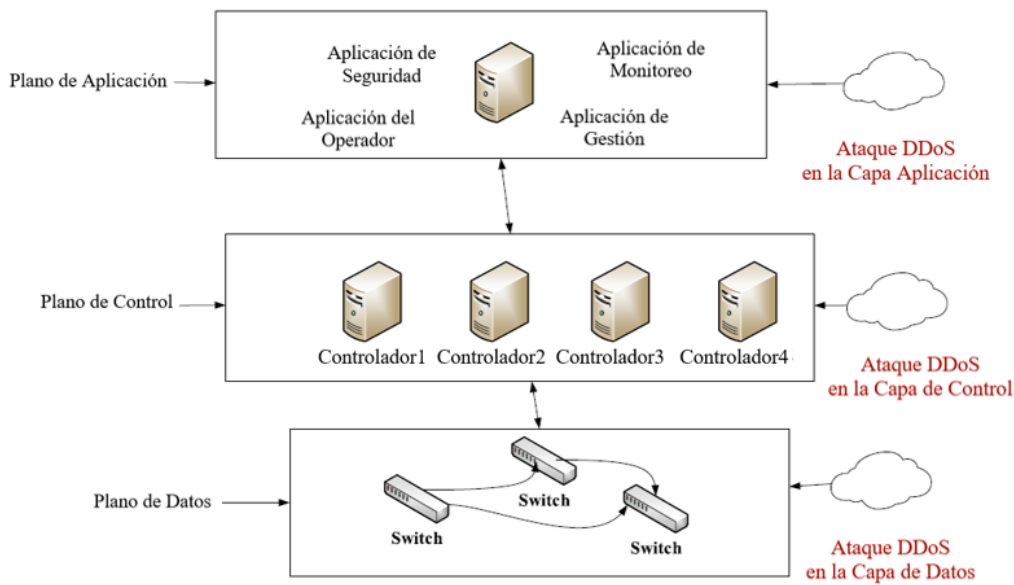 Plano de Aplicación
Aplicación de
Seguridad
Aplicación de
Monitoreo
Aplicación del
Operador
Aplicación de
Gestión
Ataque DDoS
en la Capa Aplicación
Plano de Control
Controlador1
Controlador2
Controlador3
Controlador4
Ataque DDoS
en la Capa de Control
Plano de Datos
Switch
Switch
Switch
Ataque DDoS
en la Capa de Datos